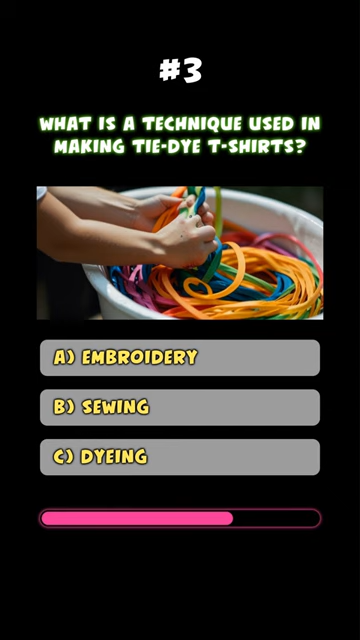 #3
WHAT IS A TECHNIQUE USED IN
MAKING TIE-DYE T-SHIRTS?
A) EMBROIDERY
B) SEWING
C) DYEING